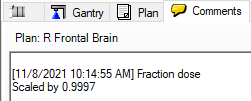 Gantry Plan Comments
Plan: R Frontal Brain
[11/8/2021 10:14:55 AM] Fraction dose
Scaled by 0.9997